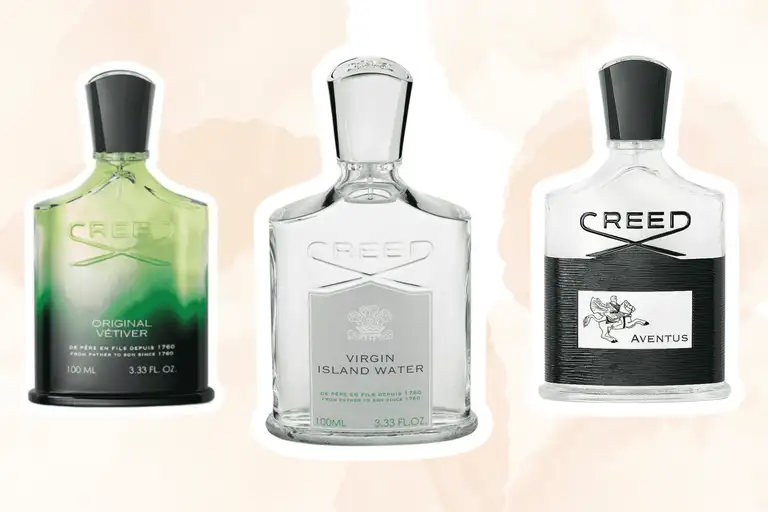 CREED
ORIGINAL
VÉTIVER
DE PÈRE EN FILS DEPUIS 1760
FROM FATHER TO SON SINCE 1760
100 ML 3.33 FL. OZ.
CREED
VIRGIN
ISLAND WATER
DE PÈRE EN FILS DEPUIS 1760
FROM FATHER TO SON SINCE 1760
100ML 3.33 FL.OZ.
CREED
AVENTUS